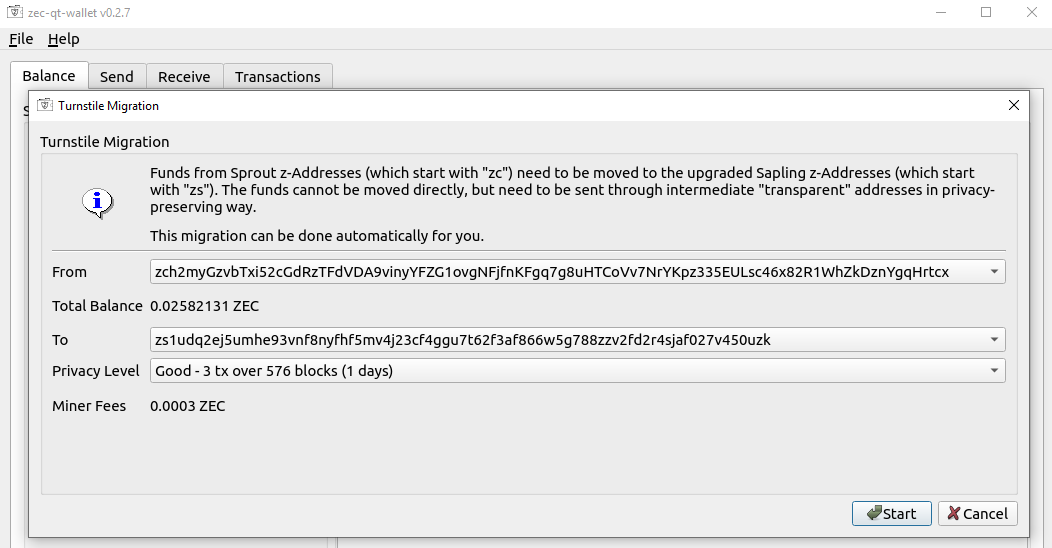 zec-qt-wallet v0.2.7
File Help
Balance Send Receive Transactions
Turnstile Migration
Turnstile Migration
Funds from Sprout z-Addresses (which start with "zc") need to be moved to the upgraded Sapling z-Addresses (which start
with "zs"). The funds cannot be moved directly, but need to be sent through intermediate "transparent" addresses in privacy-
preserving way.
This migration can be done automatically for you.
From zch2myGzvbTxi52cGdRzTFdVDA9vinyYFZG1ovgNFjfnKFgq7g8uHTCoVv7NrYKpz335EULsc46x82R1WhZkDznYgqHrtcx
Total Balance 0.02582131 ZEC
To zs1udq2ej5umhe93vnf8nyfhf5mv4j23cf4ggu7t62f3af866w5g788zzv2fd2r4sjaf027v450uzk
Privacy Level Good - 3 tx over 576 blocks (1 days)
Miner Fees 0.0003 ZEC
Start Cancel